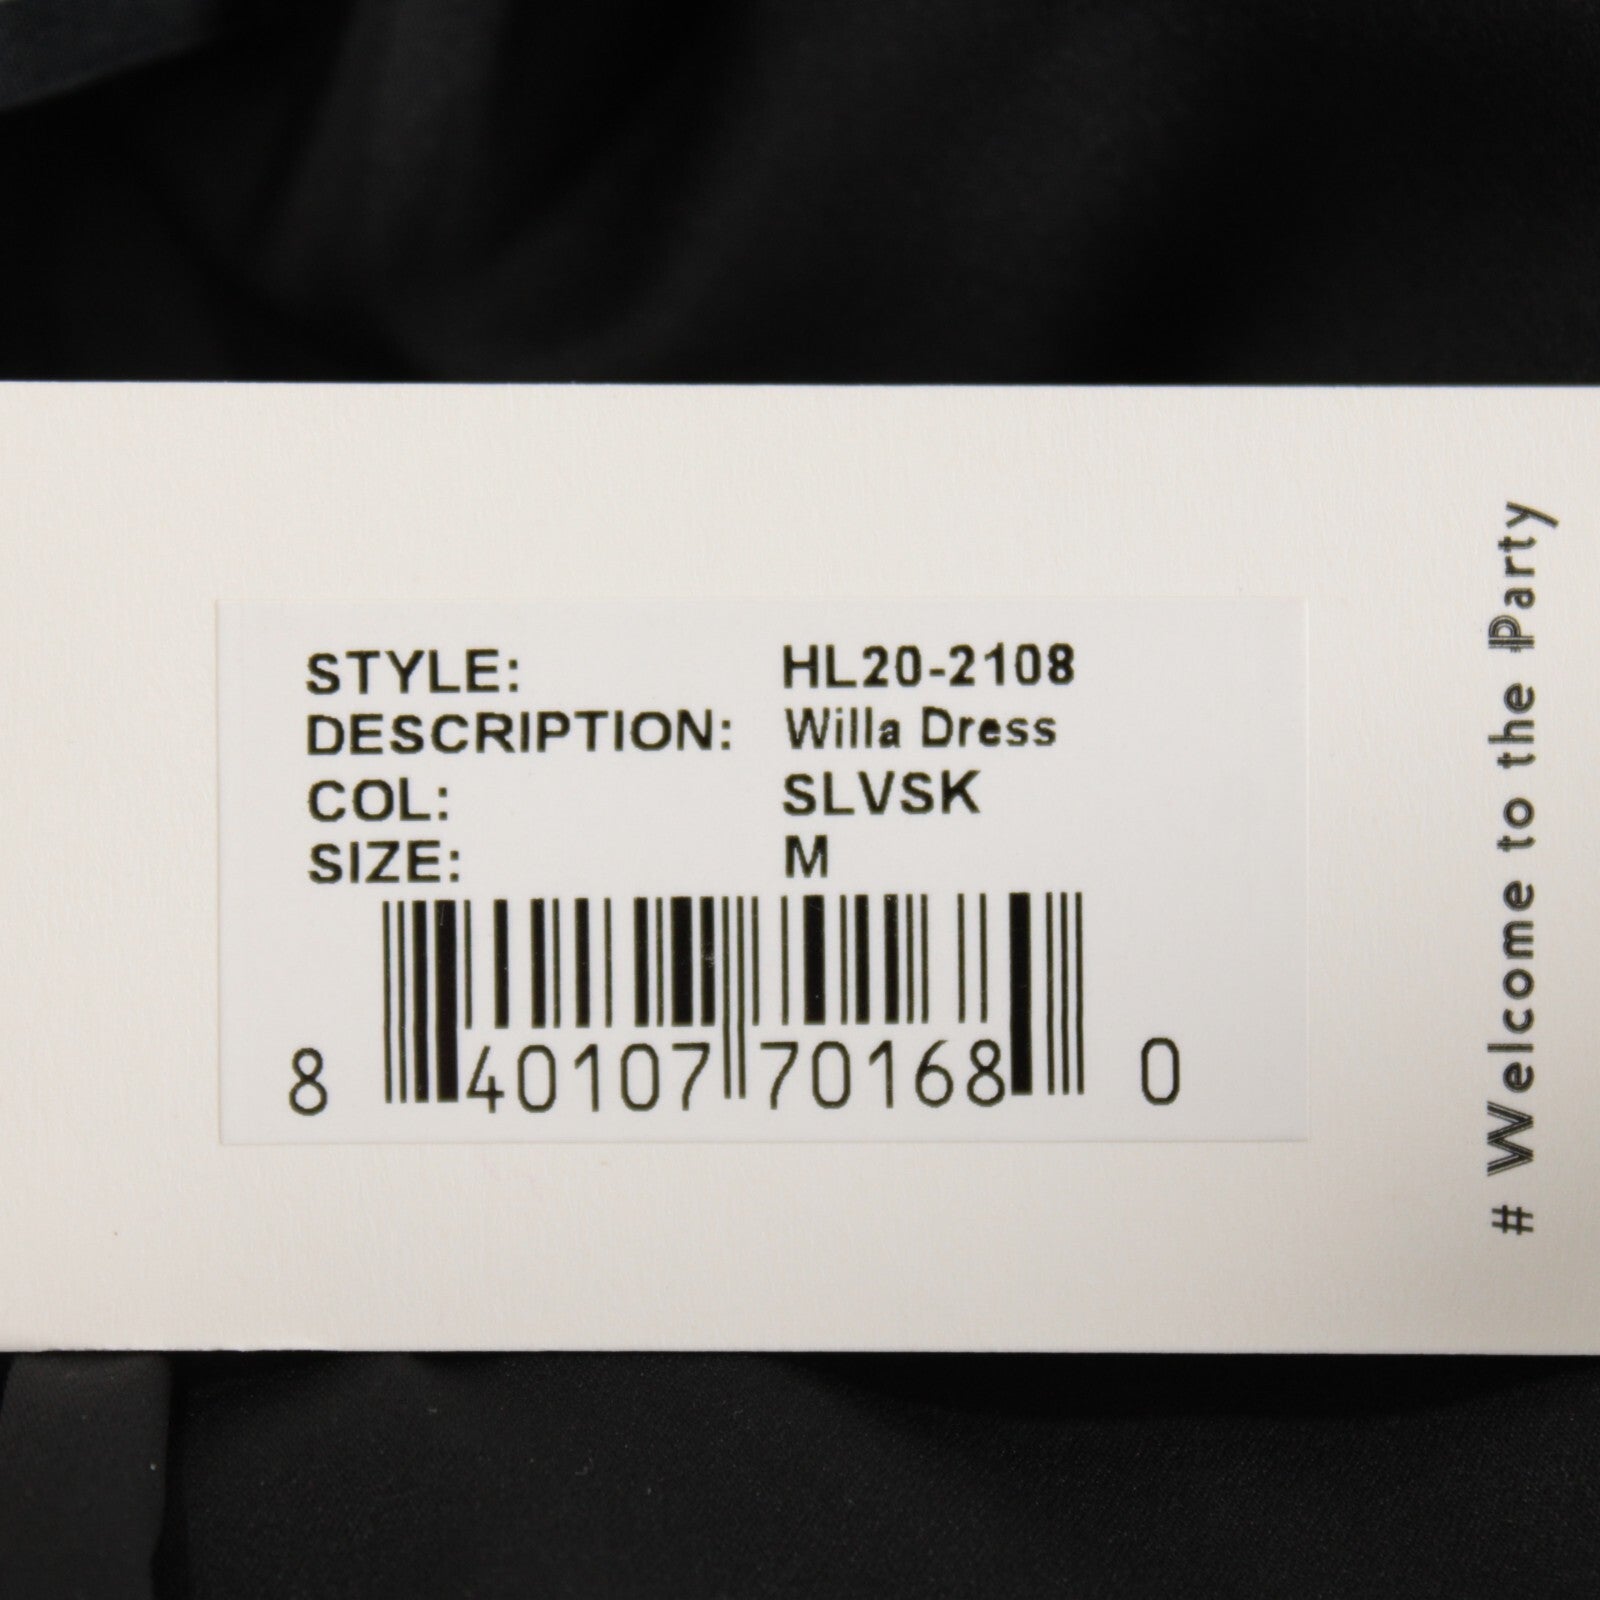 STYLE: HL20-2108
DESCRIPTION: Willa Dress
COL: SLVSK
SIZE: M
8 40107 70168 0
# Welcome to the Party